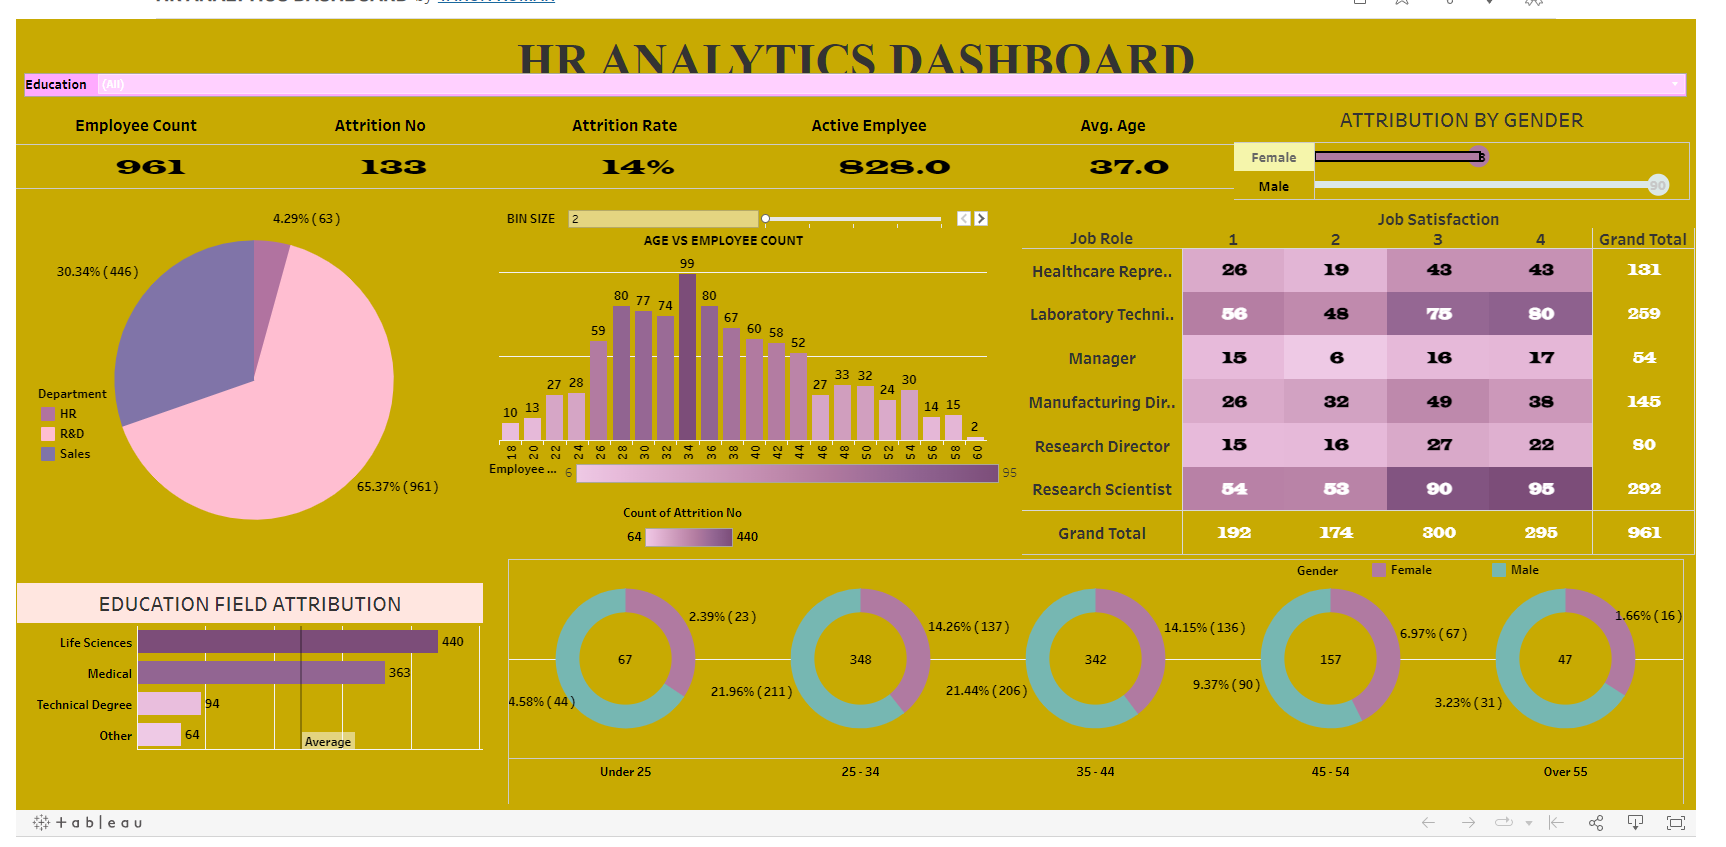 by
HR ANALYTICS DASHBOARD
Education (All)
Employee Count Attrition No Attrition Rate Active Emplyee Avg. Age
961 133 14% 828.0 37.0
ATTRIBUTION BY GENDER
Female
Male 90
4.29% ( 63 )
30.34% ( 446 )
65.37% ( 961 )
Department
HR
R&D
Sales
BIN SIZE 2
AGE VS EMPLOYEE COUNT
10 13 27 28 59 80 77 74 99 80 67 60 58 52 27 33 32 24 30 14 15 2
18 20 22 24 26 28 30 32 34 36 38 40 42 44 46 48 50 52 54 56 58 60
Employee ... 6 95
Count of Attrition No
64 440
Job Satisfaction
Job Role 1 2 3 4 Grand Total
Healthcare Repre.. 26 19 43 43 131
Laboratory Techni.. 56 48 75 80 259
Manager 15 6 16 17 54
Manufacturing Dir.. 26 32 49 38 145
Research Director 15 16 27 22 80
Research Scientist 54 53 90 95 292
Grand Total 192 174 300 295 961
EDUCATION FIELD ATTRIBUTION
Life Sciences 440
Medical 363
Technical Degree 94
Other 64
Average
Gender Female Male
2.39% ( 23 )
67
4.58% ( 44 )
Under 25
14.26% ( 137 )
348
21.96% ( 211 )
25 - 34
14.15% ( 136 )
342
21.44% ( 206 )
35 - 44
6.97% ( 67 )
157
9.37% ( 90 )
45 - 54
1.66% ( 16 )
47
3.23% ( 31 )
Over 55
+ a b l e a u